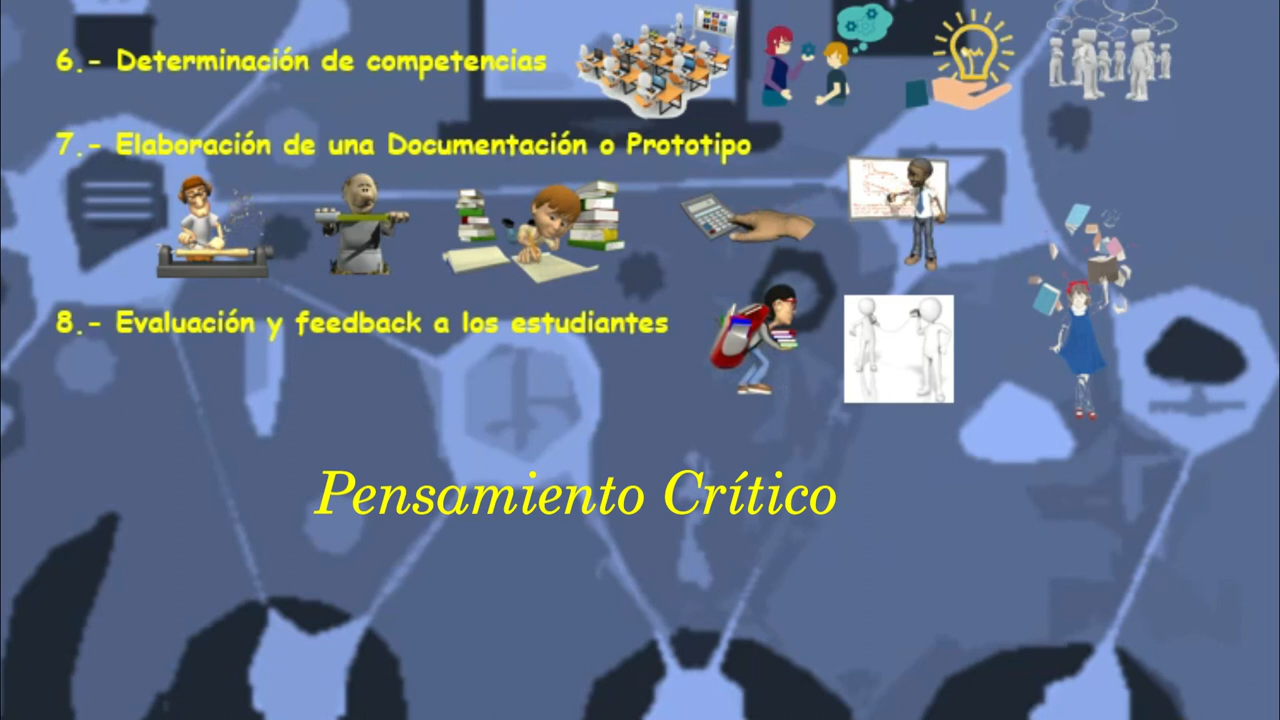 6.- Determinación de competencias
7.- Elaboración de una Documentación o Prototipo
8.- Evaluación y feedback a los estudiantes
Pensamiento Crítico